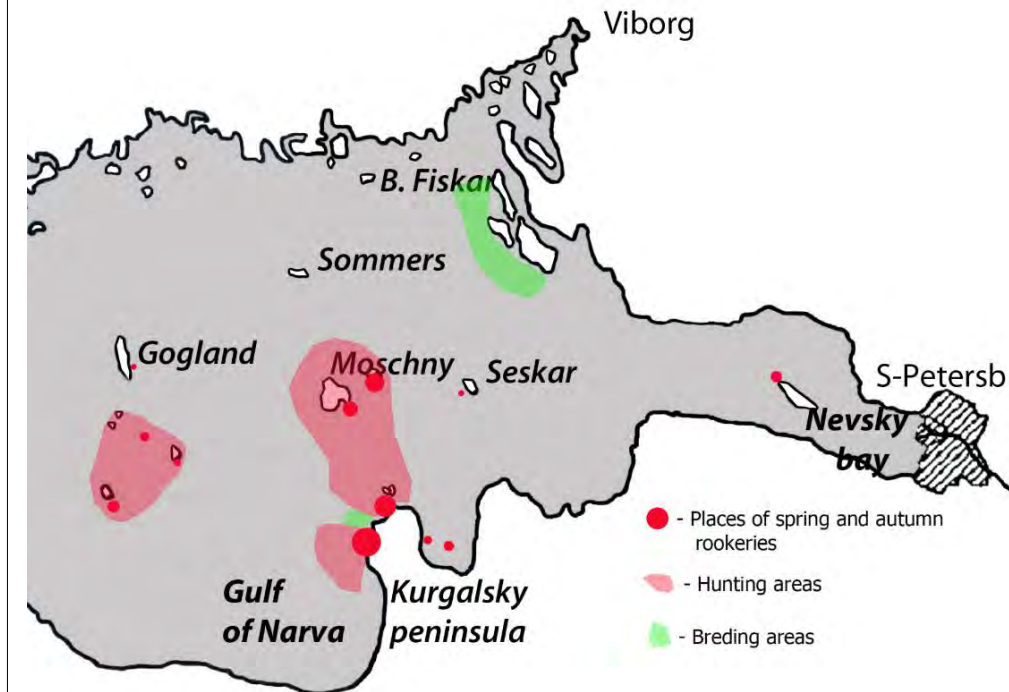 Viborg
B. Fiskar
Sommers
Gogland
Moschny
Seskar
S-Petersb
Nevsky
bay
- Places of spring and autumn
rookeries
- Hunting areas
Gulf
of Narva
Kurgalsky
peninsula
- Breding areas